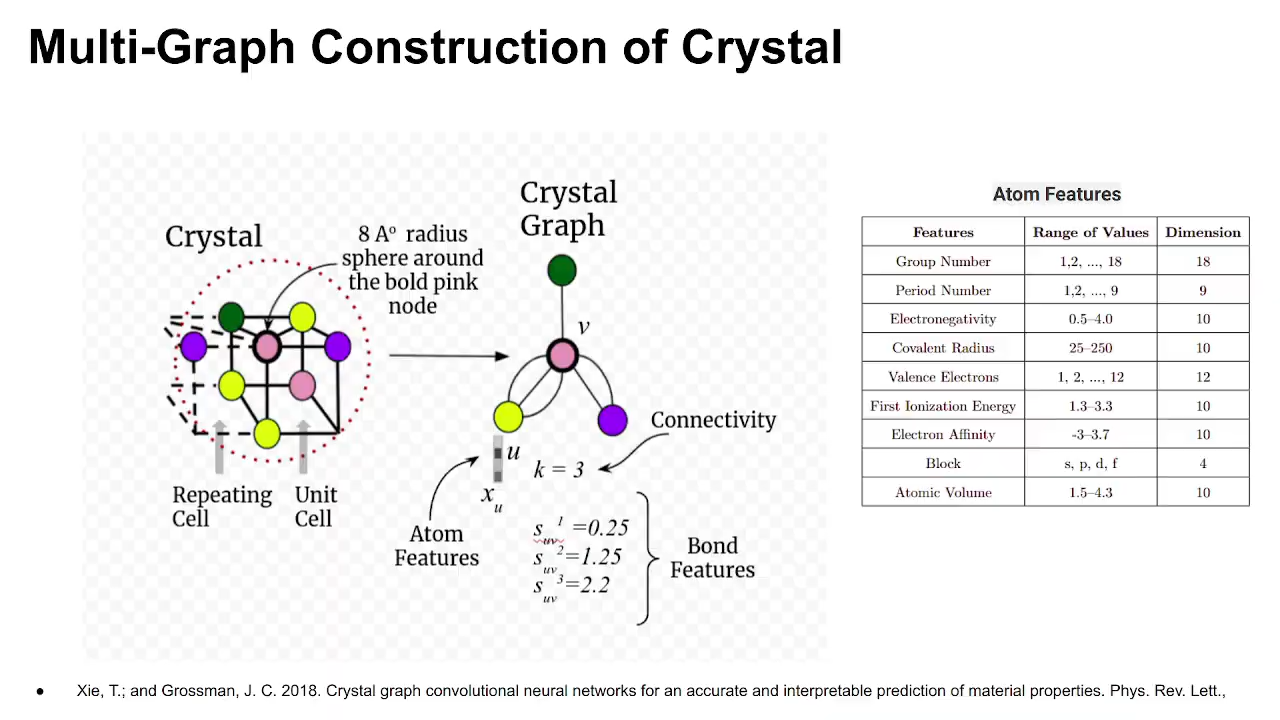 Multi-Graph Construction of Crystal
Crystal
8 Aº radius
sphere around
the bold pink
node
Crystal
Graph
v
Connectivity
u
k = 3
x u
Repeating
Cell
Unit
Cell
Atom
Features
s uv 1 =0.25
s uv 2 =1.25
s uv 3 =2.2
Bond
Features
Atom Features
Features Range of Values Dimension
Group Number 1,2, ..., 18 18
Period Number 1,2, ..., 9 9
Electronegativity 0.5–4.0 10
Covalent Radius 25–250 10
Valence Electrons 1, 2, ..., 12 12
First Ionization Energy 1.3–3.3 10
Electron Affinity -3–3.7 10
Block s, p, d, f 4
Atomic Volume 1.5–4.3 10
● Xie, T.; and Grossman, J. C. 2018. Crystal graph convolutional neural networks for an accurate and interpretable prediction of material properties. Phys. Rev. Lett.,